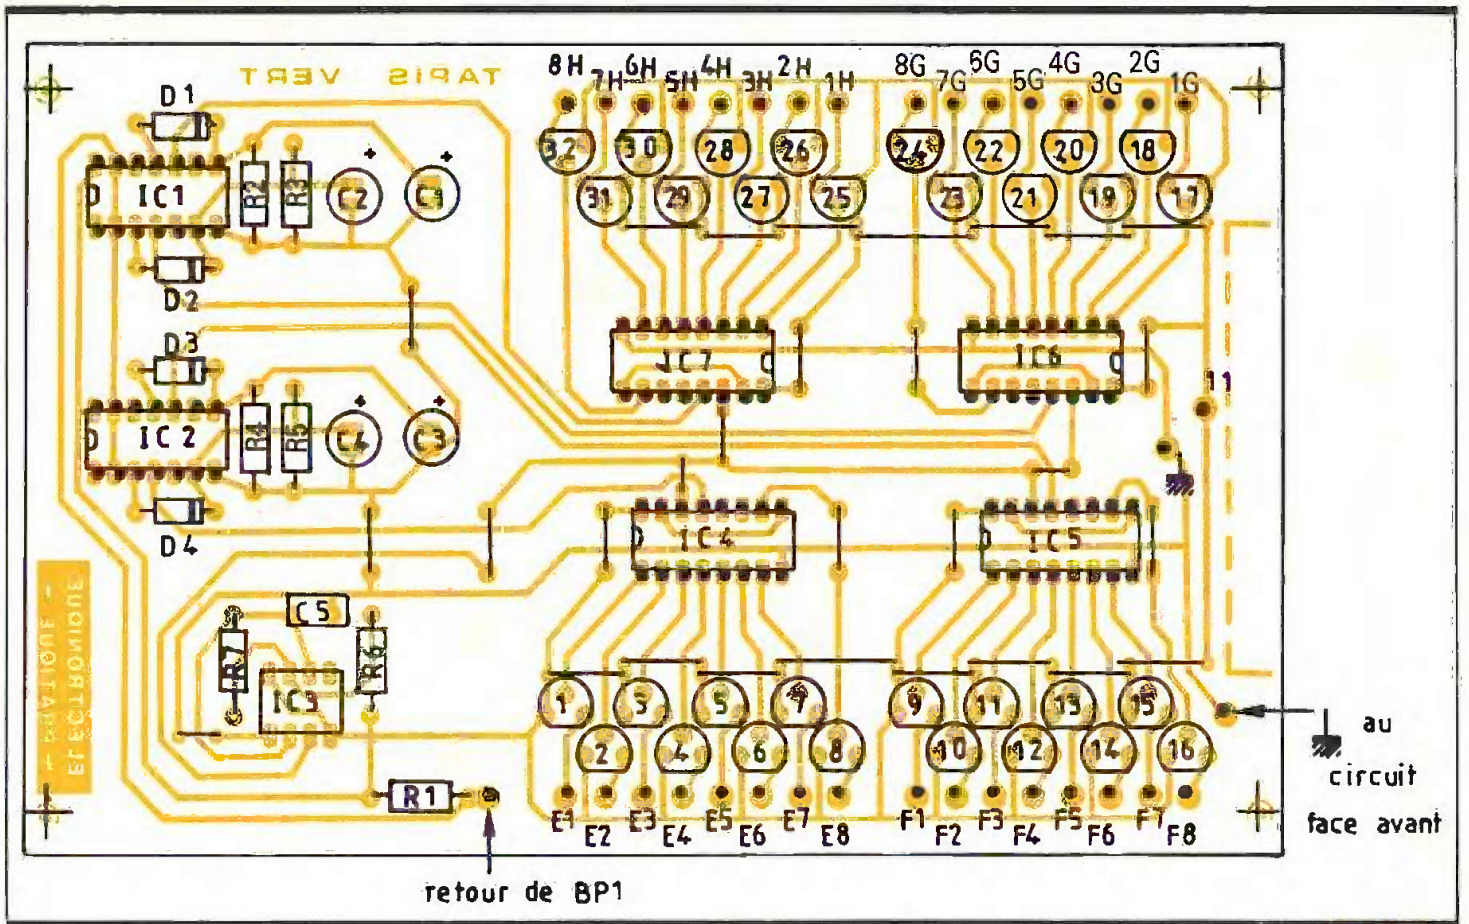 TAPIS VERT
8H 7H 6H 5H 4H 3H 2H 1H
8G 7G 6G 5G 4G 3G 2G 1G
D1
32 30 28 26 24 22 20 18
31 29 27 25 23 21 19 17
IC1 R2 R3 C2 + C1 +
D2
D3
IC7 IC6
11
IC2 R4 R5 C4 + C3 +
D4
IC4 IC5
+ PRATIQUE -
ELECTRONIQUE
C5
R7 IC3 R6
1 3 5 7 9 11 13 15
2 4 6 8 10 12 14 16
R1
E1 E2 E3 E4 E5 E6 E7 E8
F1 F2 F3 F4 F5 F6 F7 F8
au
circuit
face avant
retour de BP1